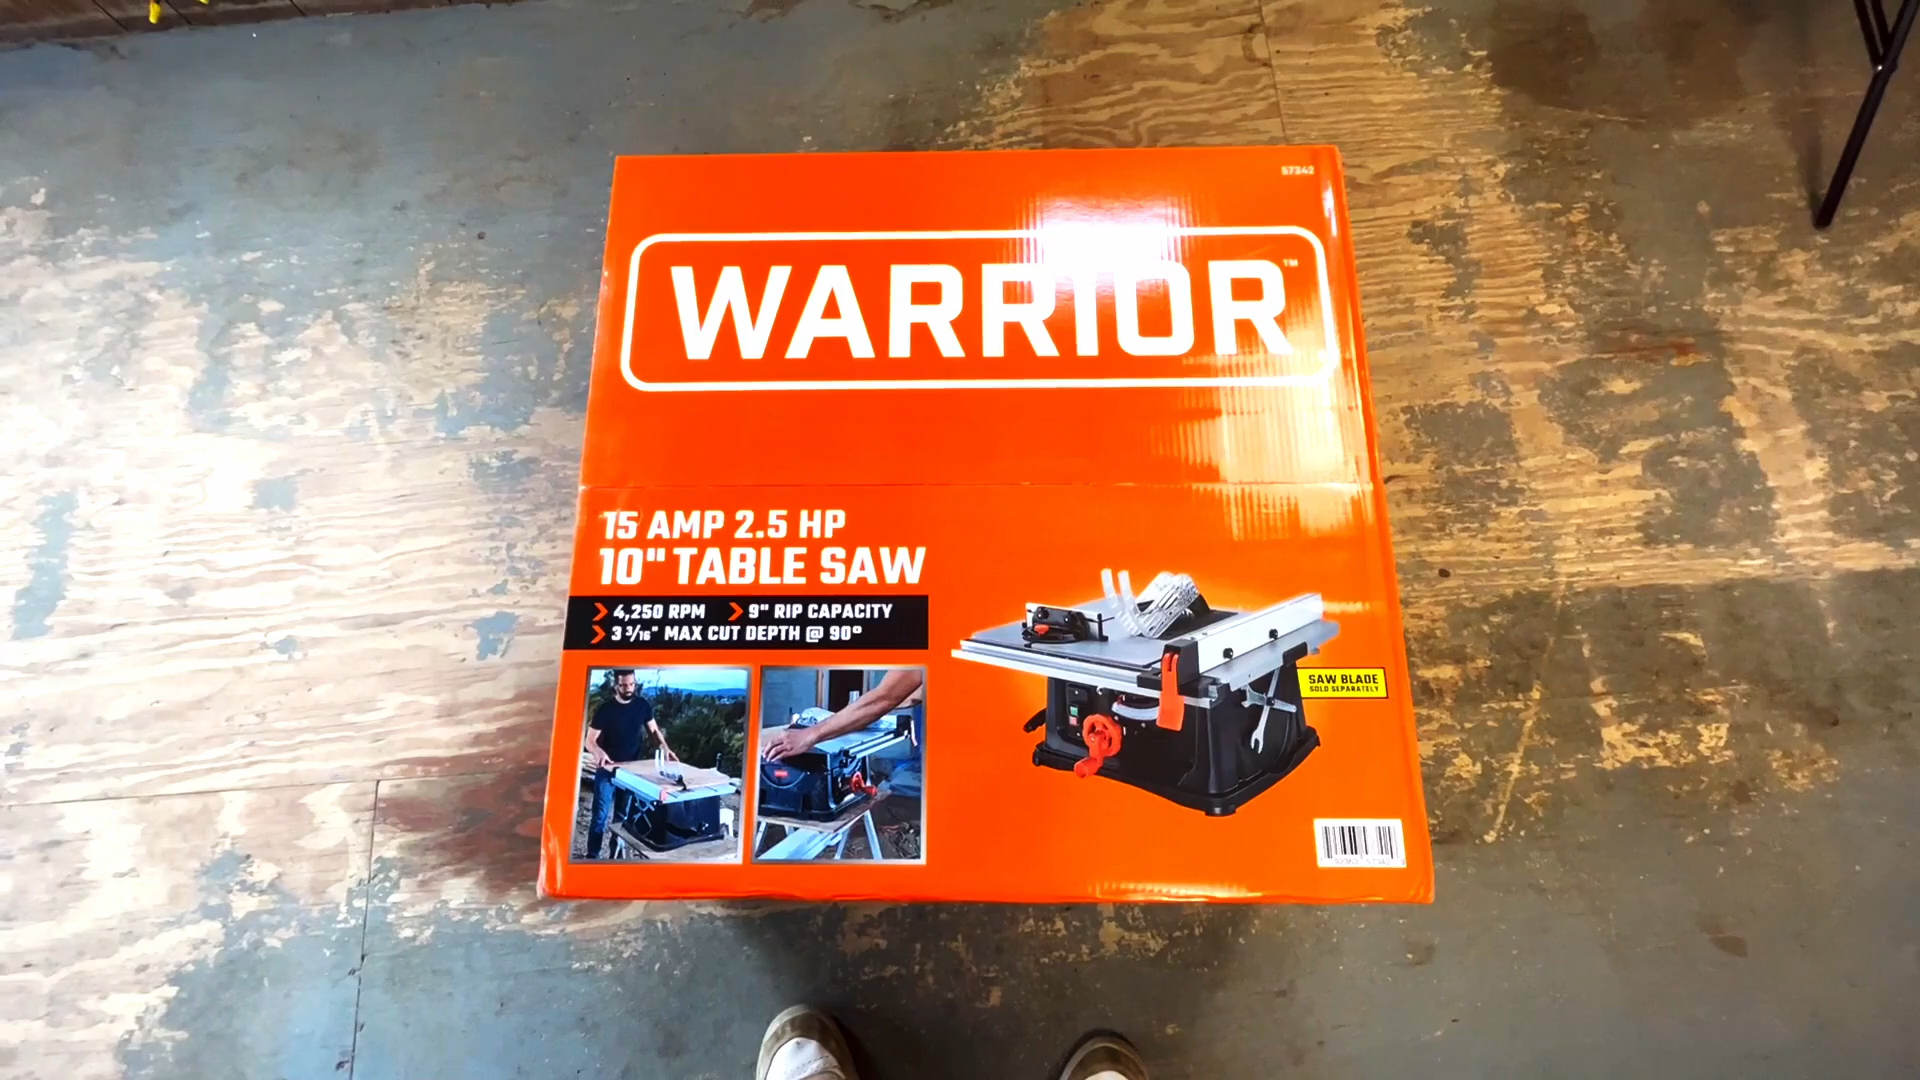 57342
WARRIOR™
15 AMP 2.5 HP
10" TABLE SAW
4,250 RPM 9" RIP CAPACITY
3 3/16" MAX CUT DEPTH @ 90°
SAW BLADE
SOLD SEPARATELY